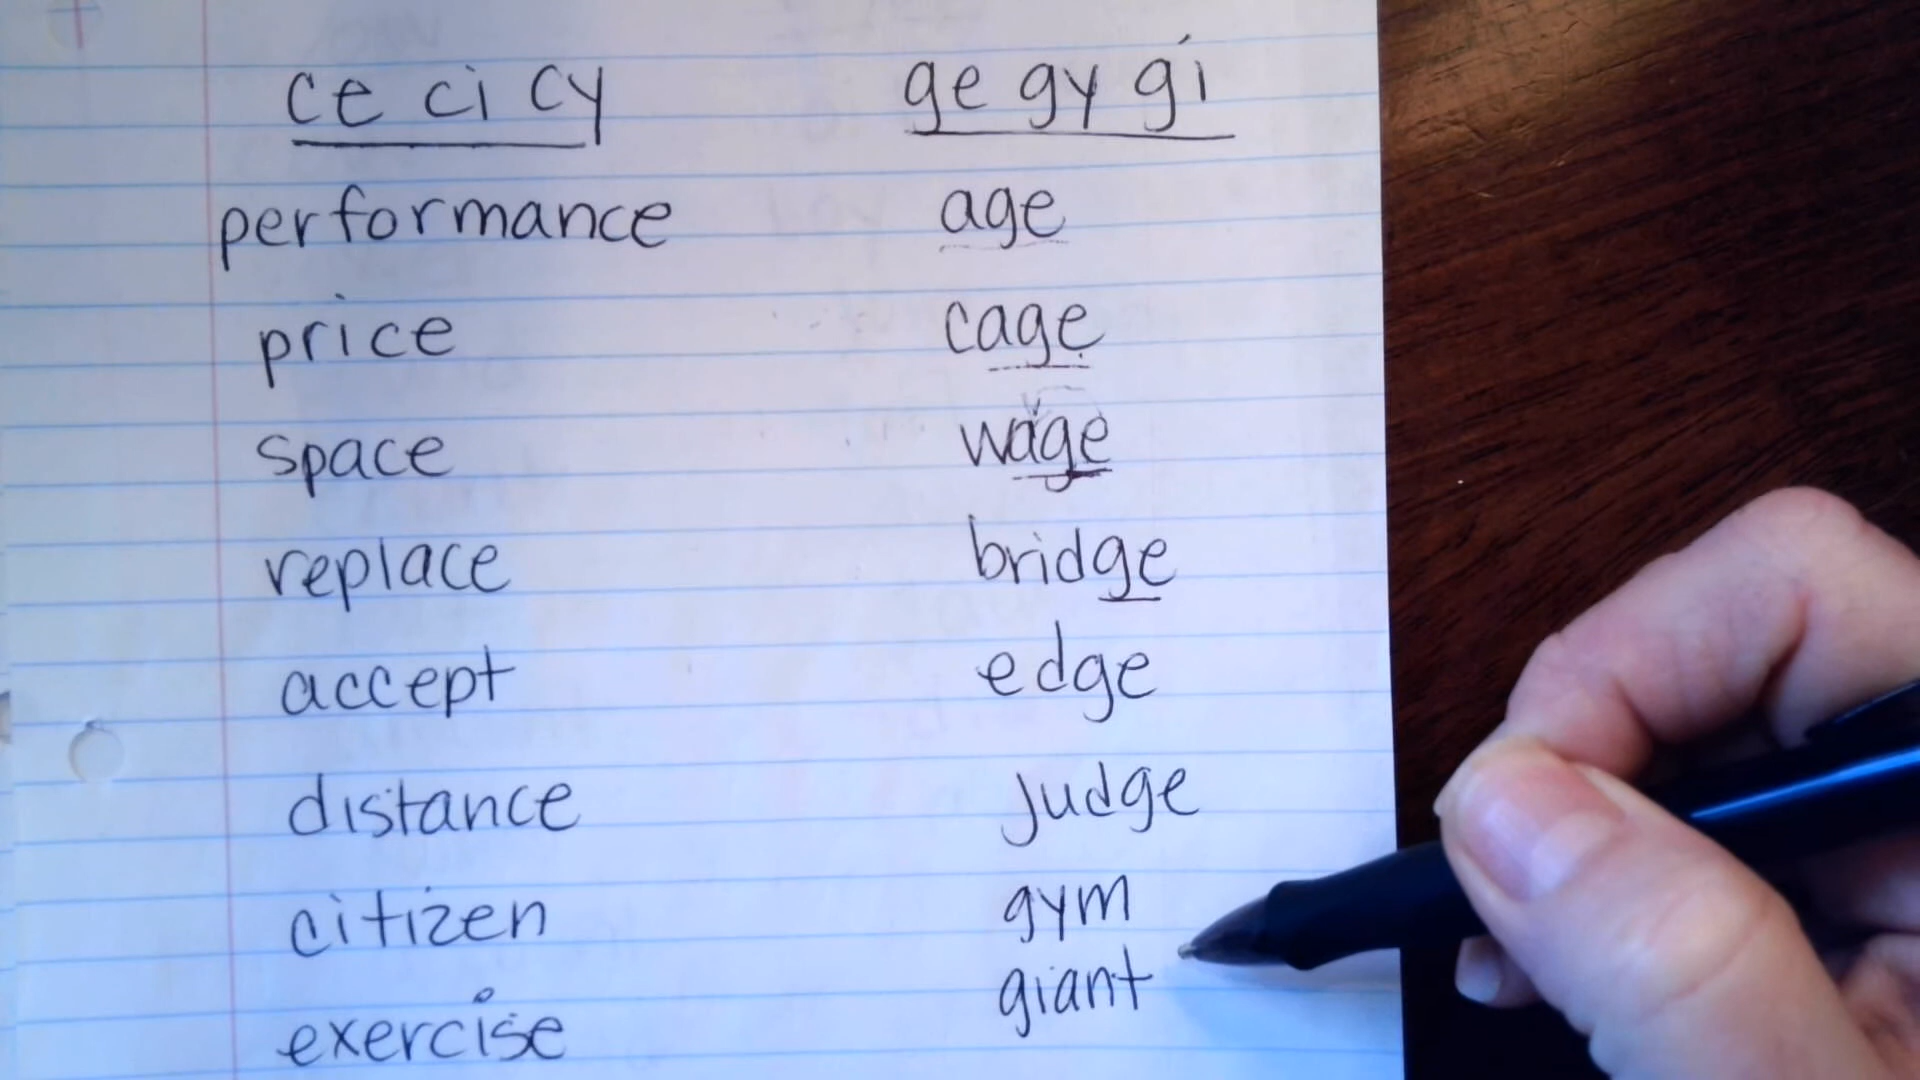 ce ci cy ge gy gi
performance age
price cage
space wage
replace bridge
accept edge
distance judge
citizen gym
giant
exercise